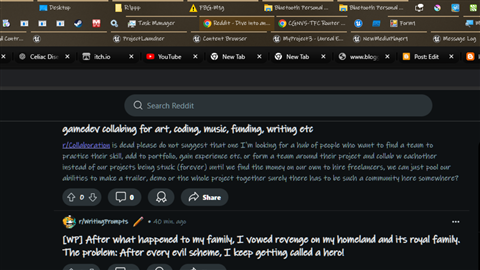 Desktop
Task Manager
Reddit - Dive into an...
CGNV5-TFC Router ...
Form1
Bluetooth Personal ...
Bluetooth Personal ...
ProjectLauncher
Content Browser
MyProject3 - Unreal E...
NewMediaPlayer1
Message Log
Celiac Disea
itch.io
YouTube
New Tab
New Tab
www.blog
Post: Edit
Search Reddit
gamedev collabing for art, coding, music, funding, writing etc
r/Collaboration is dead please do not suggest that one I'm looking for a hub of people who want to find a team to
practice their skill, add to portfolio, gain experience etc. or form a team around their project and collab w eachother
instead of our projects being stuck (forever) until we find the money on our own to hire freelancers, we can just pool our
abilities to make a trailer, demo or the whole project together surely there has to be such a community here somewhere?
0
0
Share
r/WritingPrompts • 40 min. ago
[WP] After what happened to my family, I vowed revenge on my homeland and its royal family.
The problem: After every evil scheme, I keep getting called a hero!